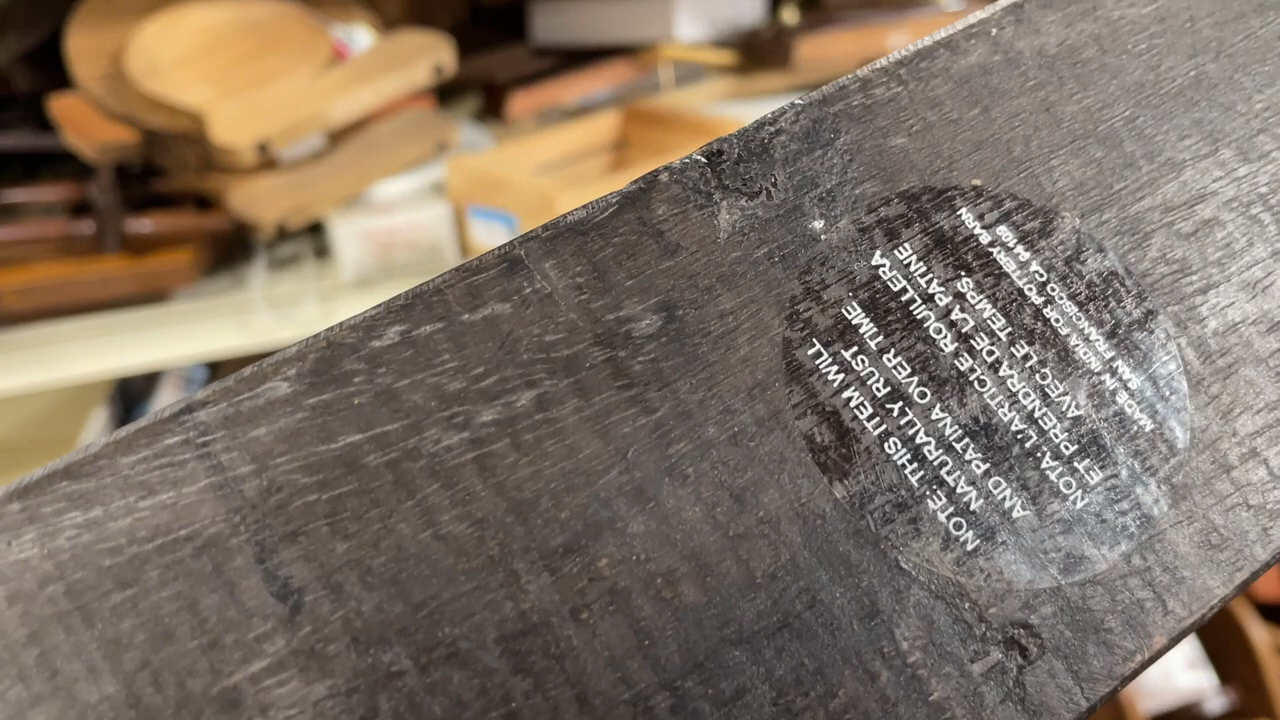 NOTE: THIS ITEM WILL
NATURALLY RUST
AND PATINA OVER TIME.
NOTA L'ARTICLE ROUILLERA
ET PRENDRA DE LA PATINE
AVEC LE TEMPS.
MADE IN INDIA FOR POTTERY BARN
SAN FRANCISCO, CA 94109